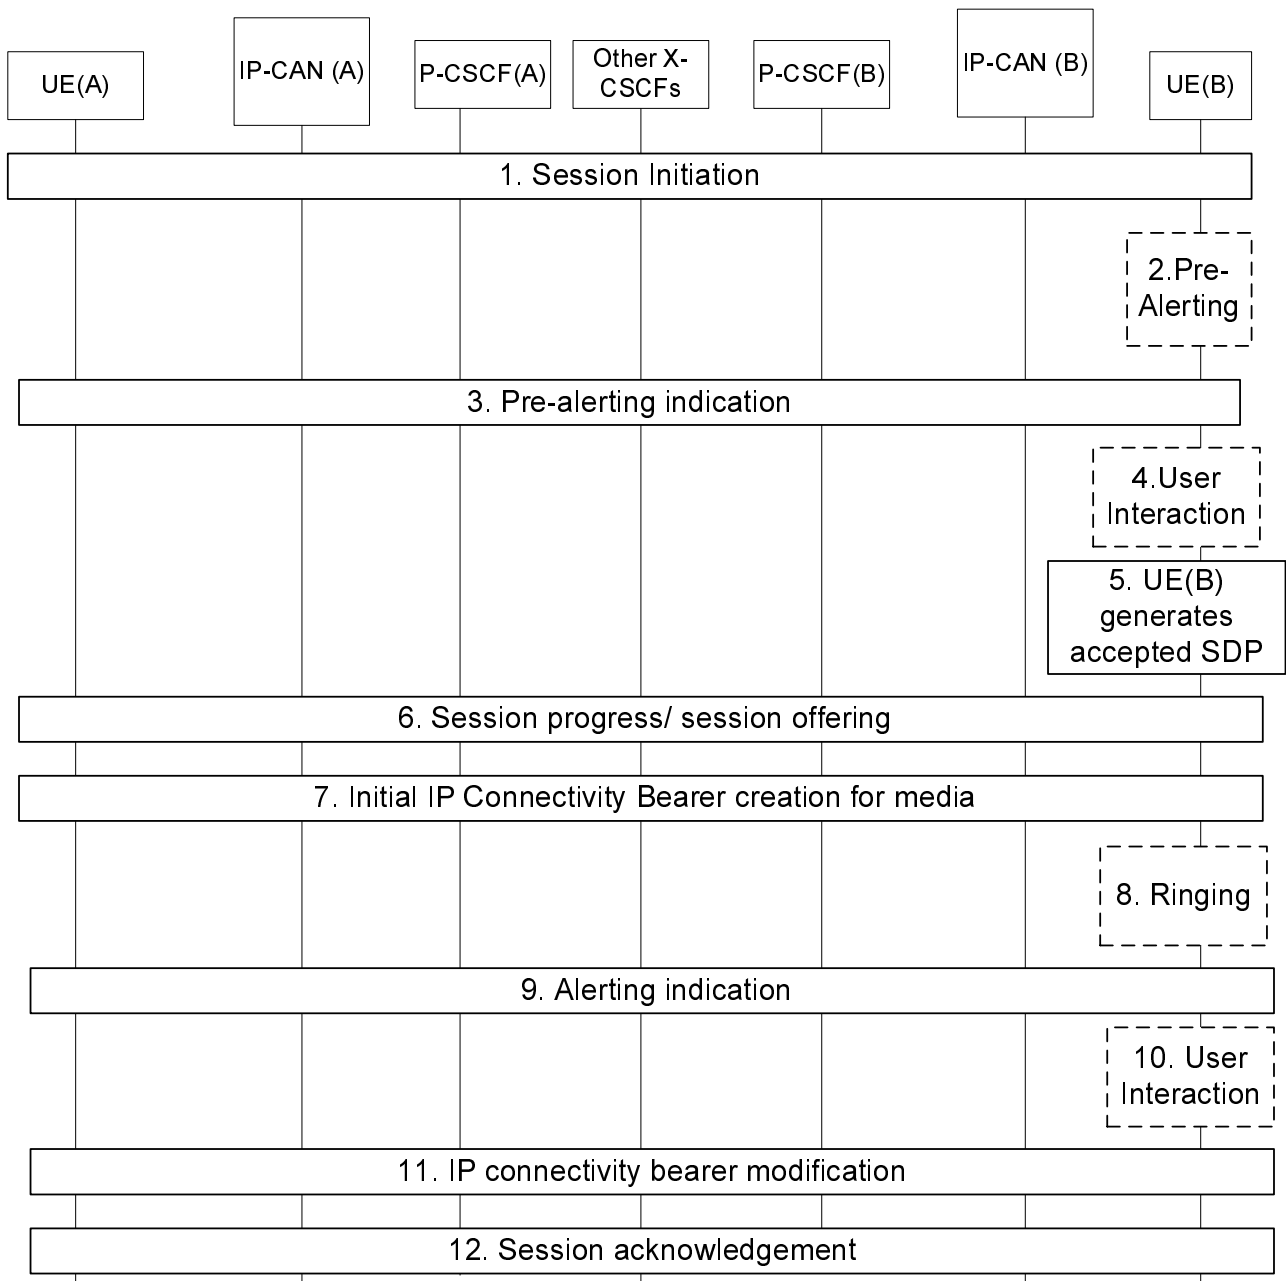 UE(A)
IP-CAN (A)
P-CSCF(A)
Other X-
CSCFs
P-CSCF(B)
IP-CAN (B)
UE(B)
1. Session Initiation
2.Pre-
Alerting
3. Pre-alerting indication
4.User
Interaction
5. UE(B)
generates
accepted SDP
6. Session progress/ session offering
7. Initial IP Connectivity Bearer creation for media
8. Ringing
9. Alerting indication
10. User
Interaction
11. IP connectivity bearer modification
12. Session acknowledgement